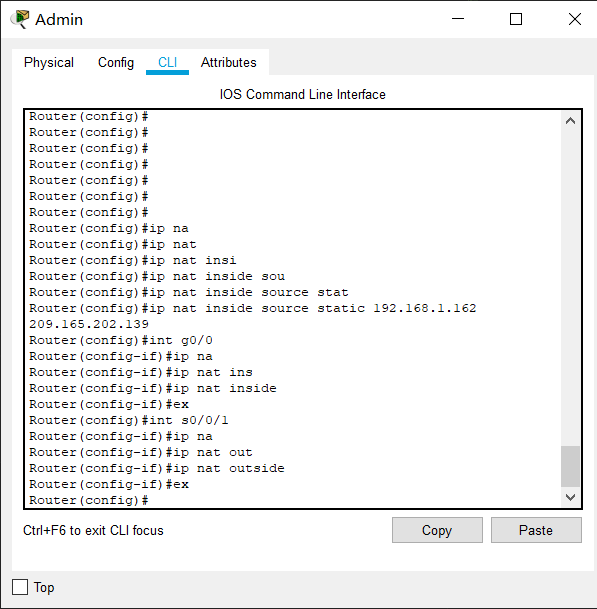 Admin
Physical Config CLI Attributes
IOS Command Line Interface
Router(config)#
Router(config)#
Router(config)#
Router(config)#
Router(config)#
Router(config)#
Router(config)#
Router(config)#ip na
Router(config)#ip nat
Router(config)#ip nat insi
Router(config)#ip nat inside sou
Router(config)#ip nat inside source stat
Router(config)#ip nat inside source static 192.168.1.162
209.165.202.139
Router(config)#int g0/0
Router(config-if)#ip na
Router(config-if)#ip nat ins
Router(config-if)#ip nat inside
Router(config-if)#ex
Router(config)#int s0/0/1
Router(config-if)#ip na
Router(config-if)#ip nat out
Router(config-if)#ip nat outside
Router(config-if)#ex
Router(config)#
Ctrl+F6 to exit CLI focus Copy Paste
Top